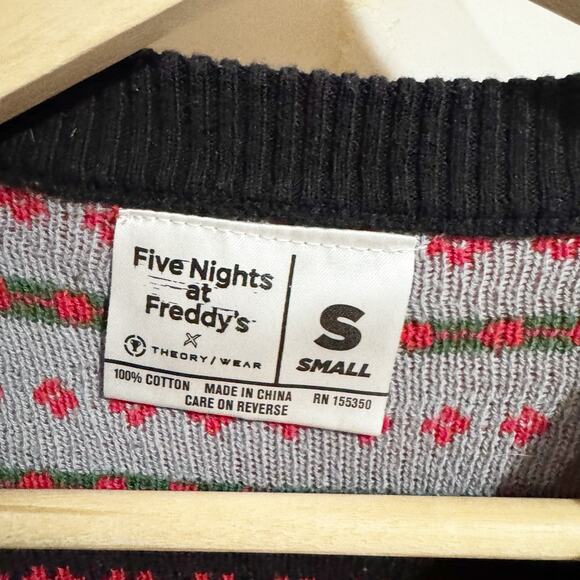 Five Nights
at
Freddy's
X
THEORY/WEAR
S
SMALL
100% COTTON MADE IN CHINA RN 155350
CARE ON REVERSE